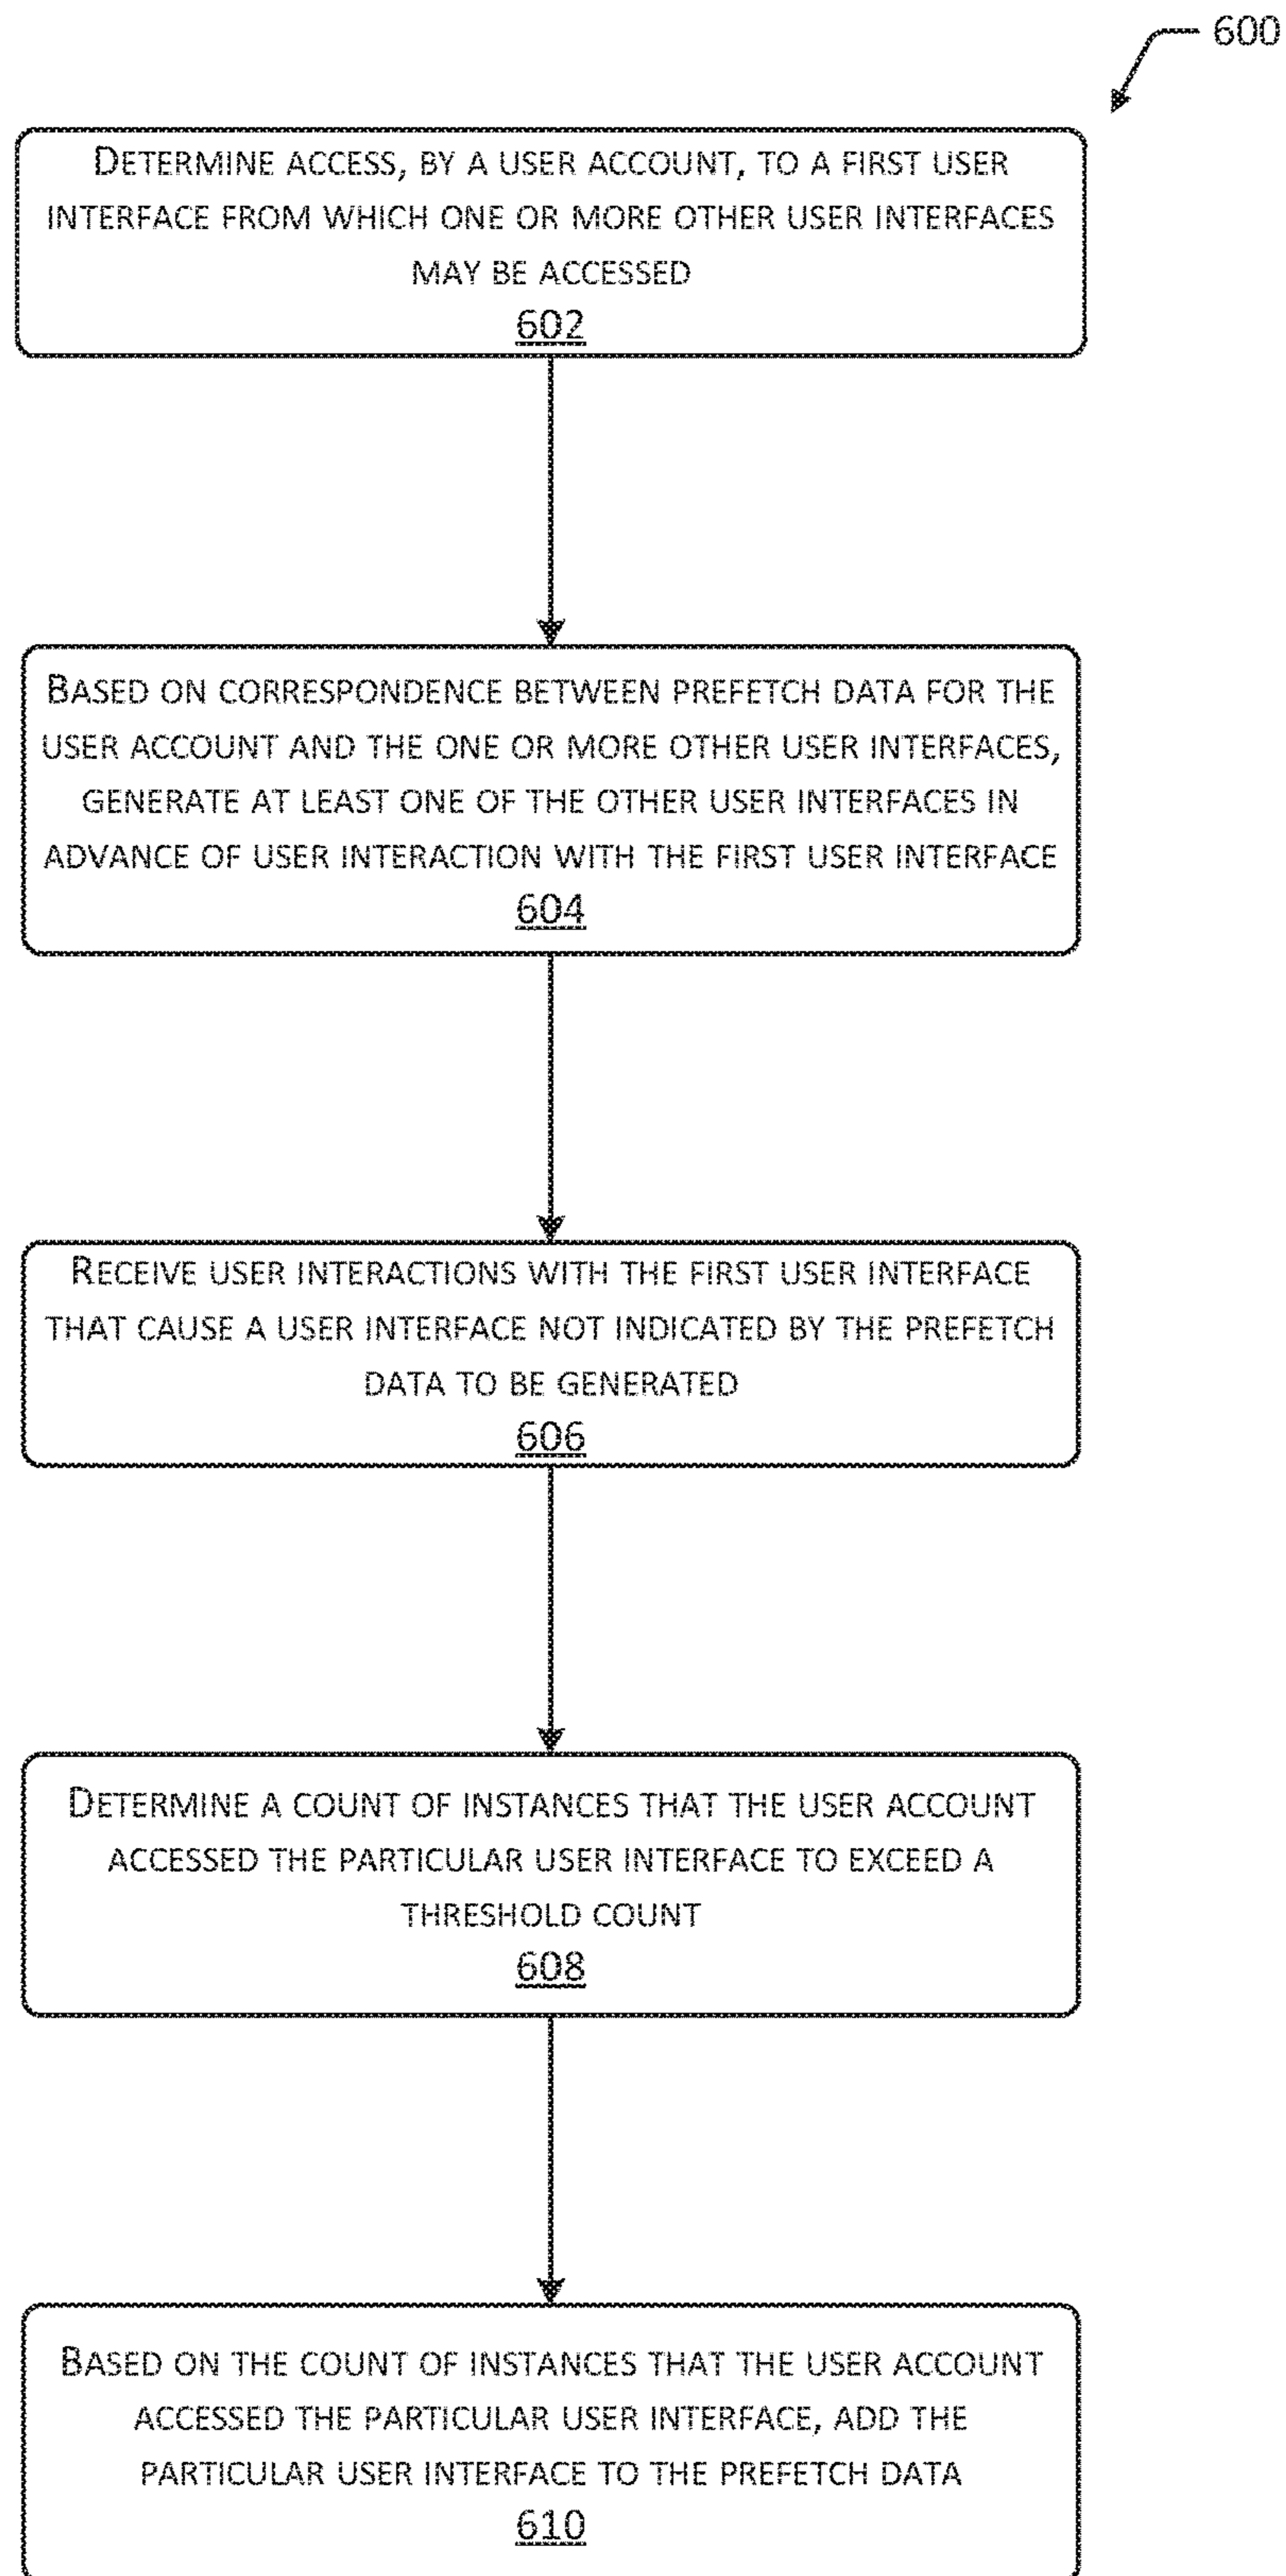 600
DETERMINE ACCESS, BY A USER ACCOUNT, TO A FIRST USER
INTERFACE FROM WHICH ONE OR MORE OTHER USER INTERFACES
MAY BE ACCESSED
602
BASED ON CORRESPONDENCE BETWEEN PREFETCH DATA FOR THE
USER ACCOUNT AND THE ONE OR MORE OTHER USER INTERFACES,
GENERATE AT LEAST ONE OF THE OTHER USER INTERFACES IN
ADVANCE OF USER INTERACTION WITH THE FIRST USER INTERFACE
604
RECEIVE USER INTERACTIONS WITH THE FIRST USER INTERFACE
THAT CAUSE A USER INTERFACE NOT INDICATED BY THE PREFETCH
DATA TO BE GENERATED
606
DETERMINE A COUNT OF INSTANCES THAT THE USER ACCOUNT
ACCESSED THE PARTICULAR USER INTERFACE TO EXCEED A
THRESHOLD COUNT
608
BASED ON THE COUNT OF INSTANCES THAT THE USER ACCOUNT
ACCESSED THE PARTICULAR USER INTERFACE, ADD THE
PARTICULAR USER INTERFACE TO THE PREFETCH DATA
610